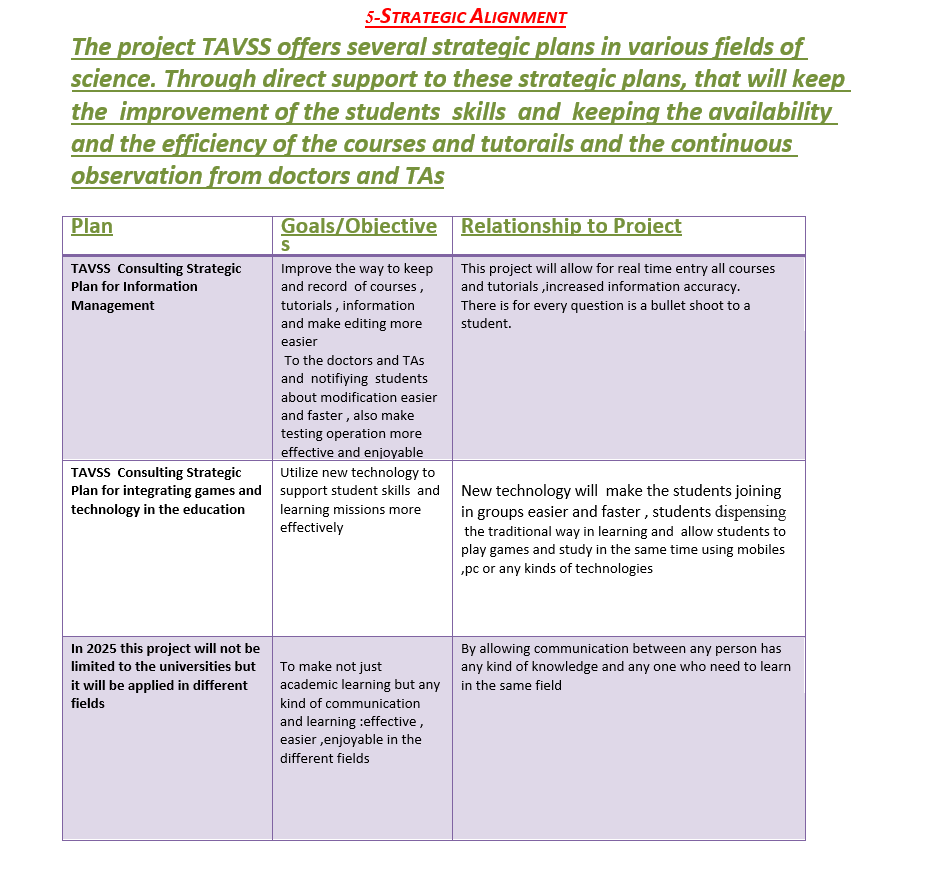 5-STRATEGIC ALIGNMENT
The project TAVSS offers several strategic plans in various fields of
science. Through direct support to these strategic plans, that will keep
the improvement of the students skills and keeping the availability
and the efficiency of the courses and tutorails and the continuous
observation from doctors and TAs
Plan
Goals/Objective
s
Relationship to Project
TAVSS Consulting Strategic
Plan for Information
Management
Improve the way to keep
and record of courses ,
tutorials , information
and make editing more
easier
To the doctors and TAs
and notifiying students
about modification easier
and faster , also make
testing operation more
effective and enjoyable
This project will allow for real time entry all courses
and tutorials ,increased information accuracy.
There is for every question is a bullet shoot to a
student.
TAVSS Consulting Strategic
Plan for integrating games and
technology in the education
Utilize new technology to
support student skills and
learning missions more
effectively
New technology will make the students joining
in groups easier and faster , students dispensing
the traditional way in learning and allow students to
play games and study in the same time using mobiles
,pc or any kinds of technologies
In 2025 this project will not be
limited to the universities but
it will be applied in different
fields
To make not just
academic learning but any
kind of communication
and learning :effective ,
easier ,enjoyable in the
different fields
By allowing communication between any person has
any kind of knowledge and any one who need to learn
in the same field